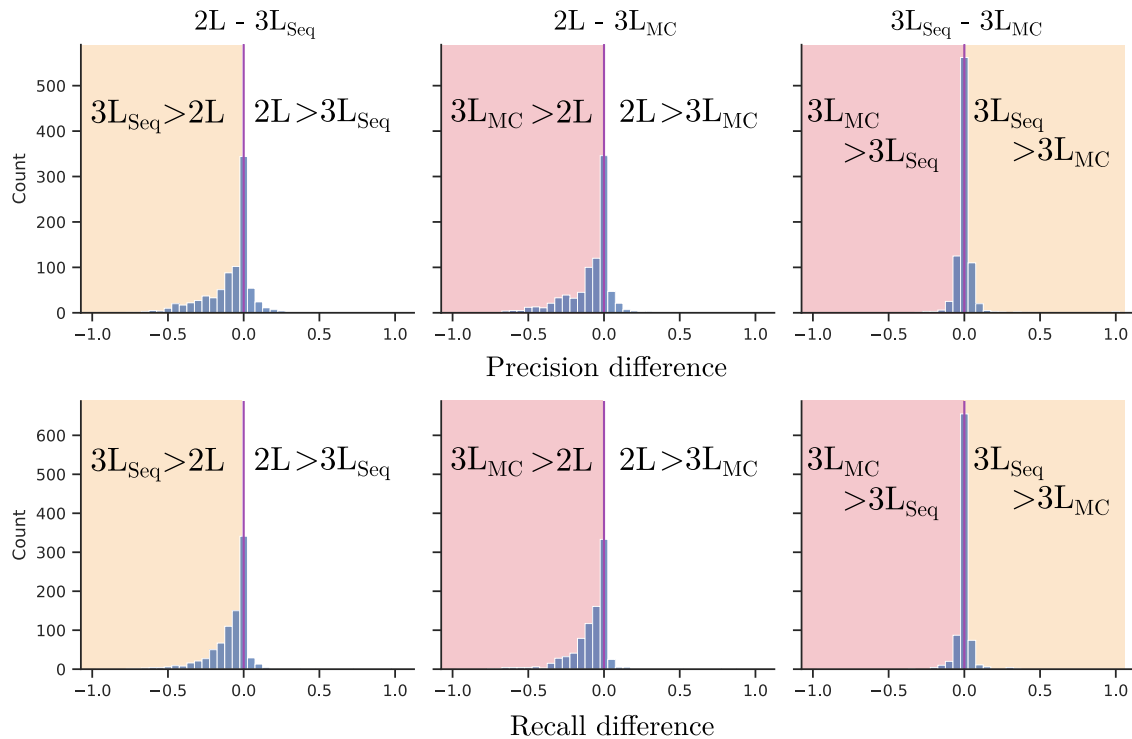 2L - 3L_Seq 2L - 3L_MC 3L_Seq - 3L_MC
500
400
300
200
100
0
Count
3L_Seq>2L 2L>3L_Seq
3L_MC>2L 2L>3L_MC
3L_MC
>3L_Seq
3L_Seq
>3L_MC
−1.0 −0.5 0.0 0.5 1.0
−1.0 −0.5 0.0 0.5 1.0
−1.0 −0.5 0.0 0.5 1.0
Precision difference
600
500
400
300
200
100
0
Count
3L_Seq>2L 2L>3L_Seq
3L_MC>2L 2L>3L_MC
3L_MC
>3L_Seq
3L_Seq
>3L_MC
−1.0 −0.5 0.0 0.5 1.0
−1.0 −0.5 0.0 0.5 1.0
−1.0 −0.5 0.0 0.5 1.0
Recall difference